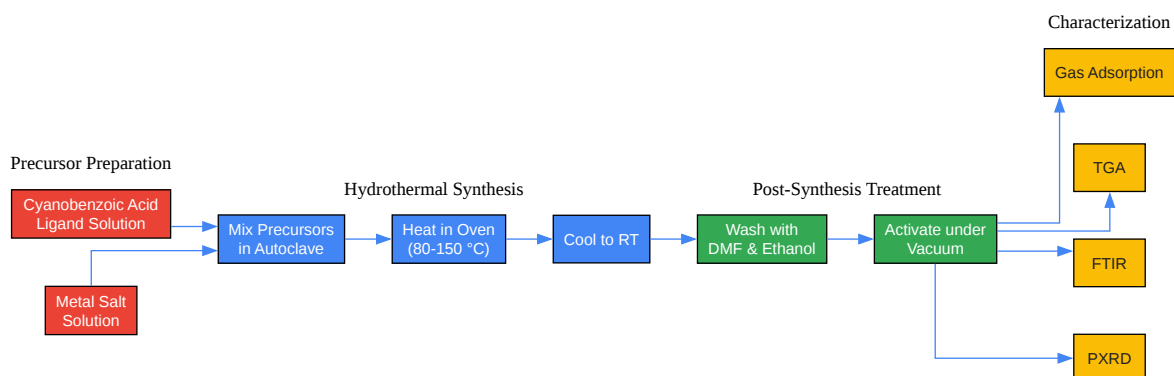 Precursor Preparation
Cyanobenzoic Acid
Ligand Solution
Metal Salt
Solution
Hydrothermal Synthesis
Mix Precursors
in Autoclave
Heat in Oven
(80-150 °C)
Cool to RT
Post-Synthesis Treatment
Wash with
DMF & Ethanol
Activate under
Vacuum
Characterization
Gas Adsorption
TGA
FTIR
PXRD